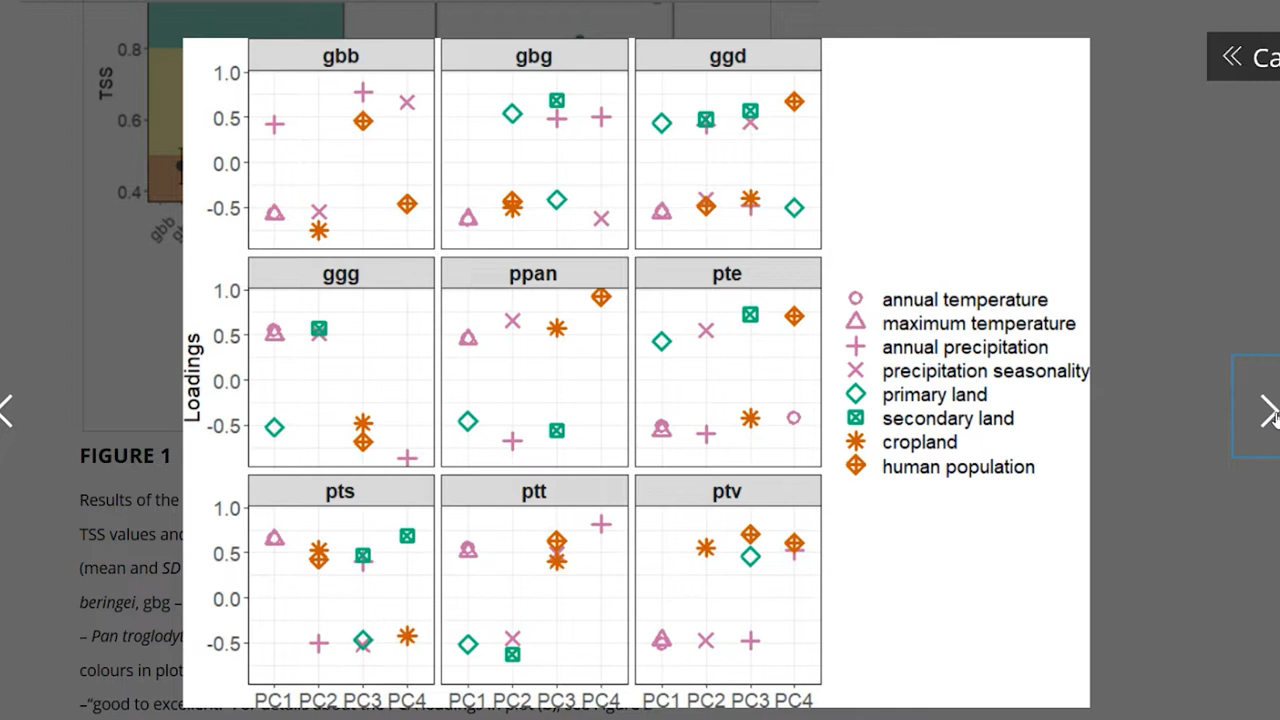 TSS
0.8
0.6
0.4
gbb
Ca
gbb gbg ggd
1.0
0.5
0.0
-0.5
ggg ppan pte
1.0
0.5
0.0
-0.5
Loadings
pts ptt ptv
1.0
0.5
0.0
-0.5
PC1 PC2 PC3 PC4 PC1 PC2 PC3 PC4 PC1 PC2 PC3 PC4
annual temperature
maximum temperature
annual precipitation
precipitation seasonality
primary land
secondary land
cropland
human population
FIGURE 1
Results of the
TSS values and
(mean and SD
beringei, gbg –
– Pan troglodyt
colours in plot
–"good to excellent.